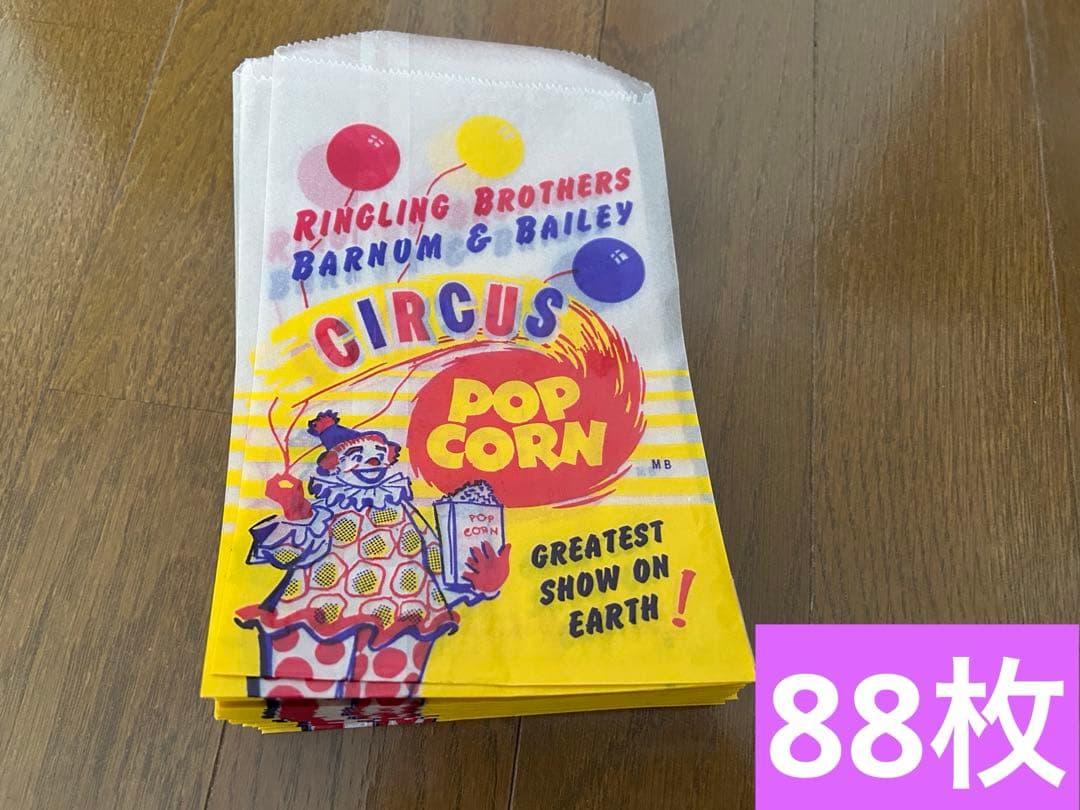 RINGLING BROTHERS
BARNUM & BAILEY
CIRCUS
POP
CORN
MB
POP
CORN
GREATEST
SHOW ON
EARTH!
88枚